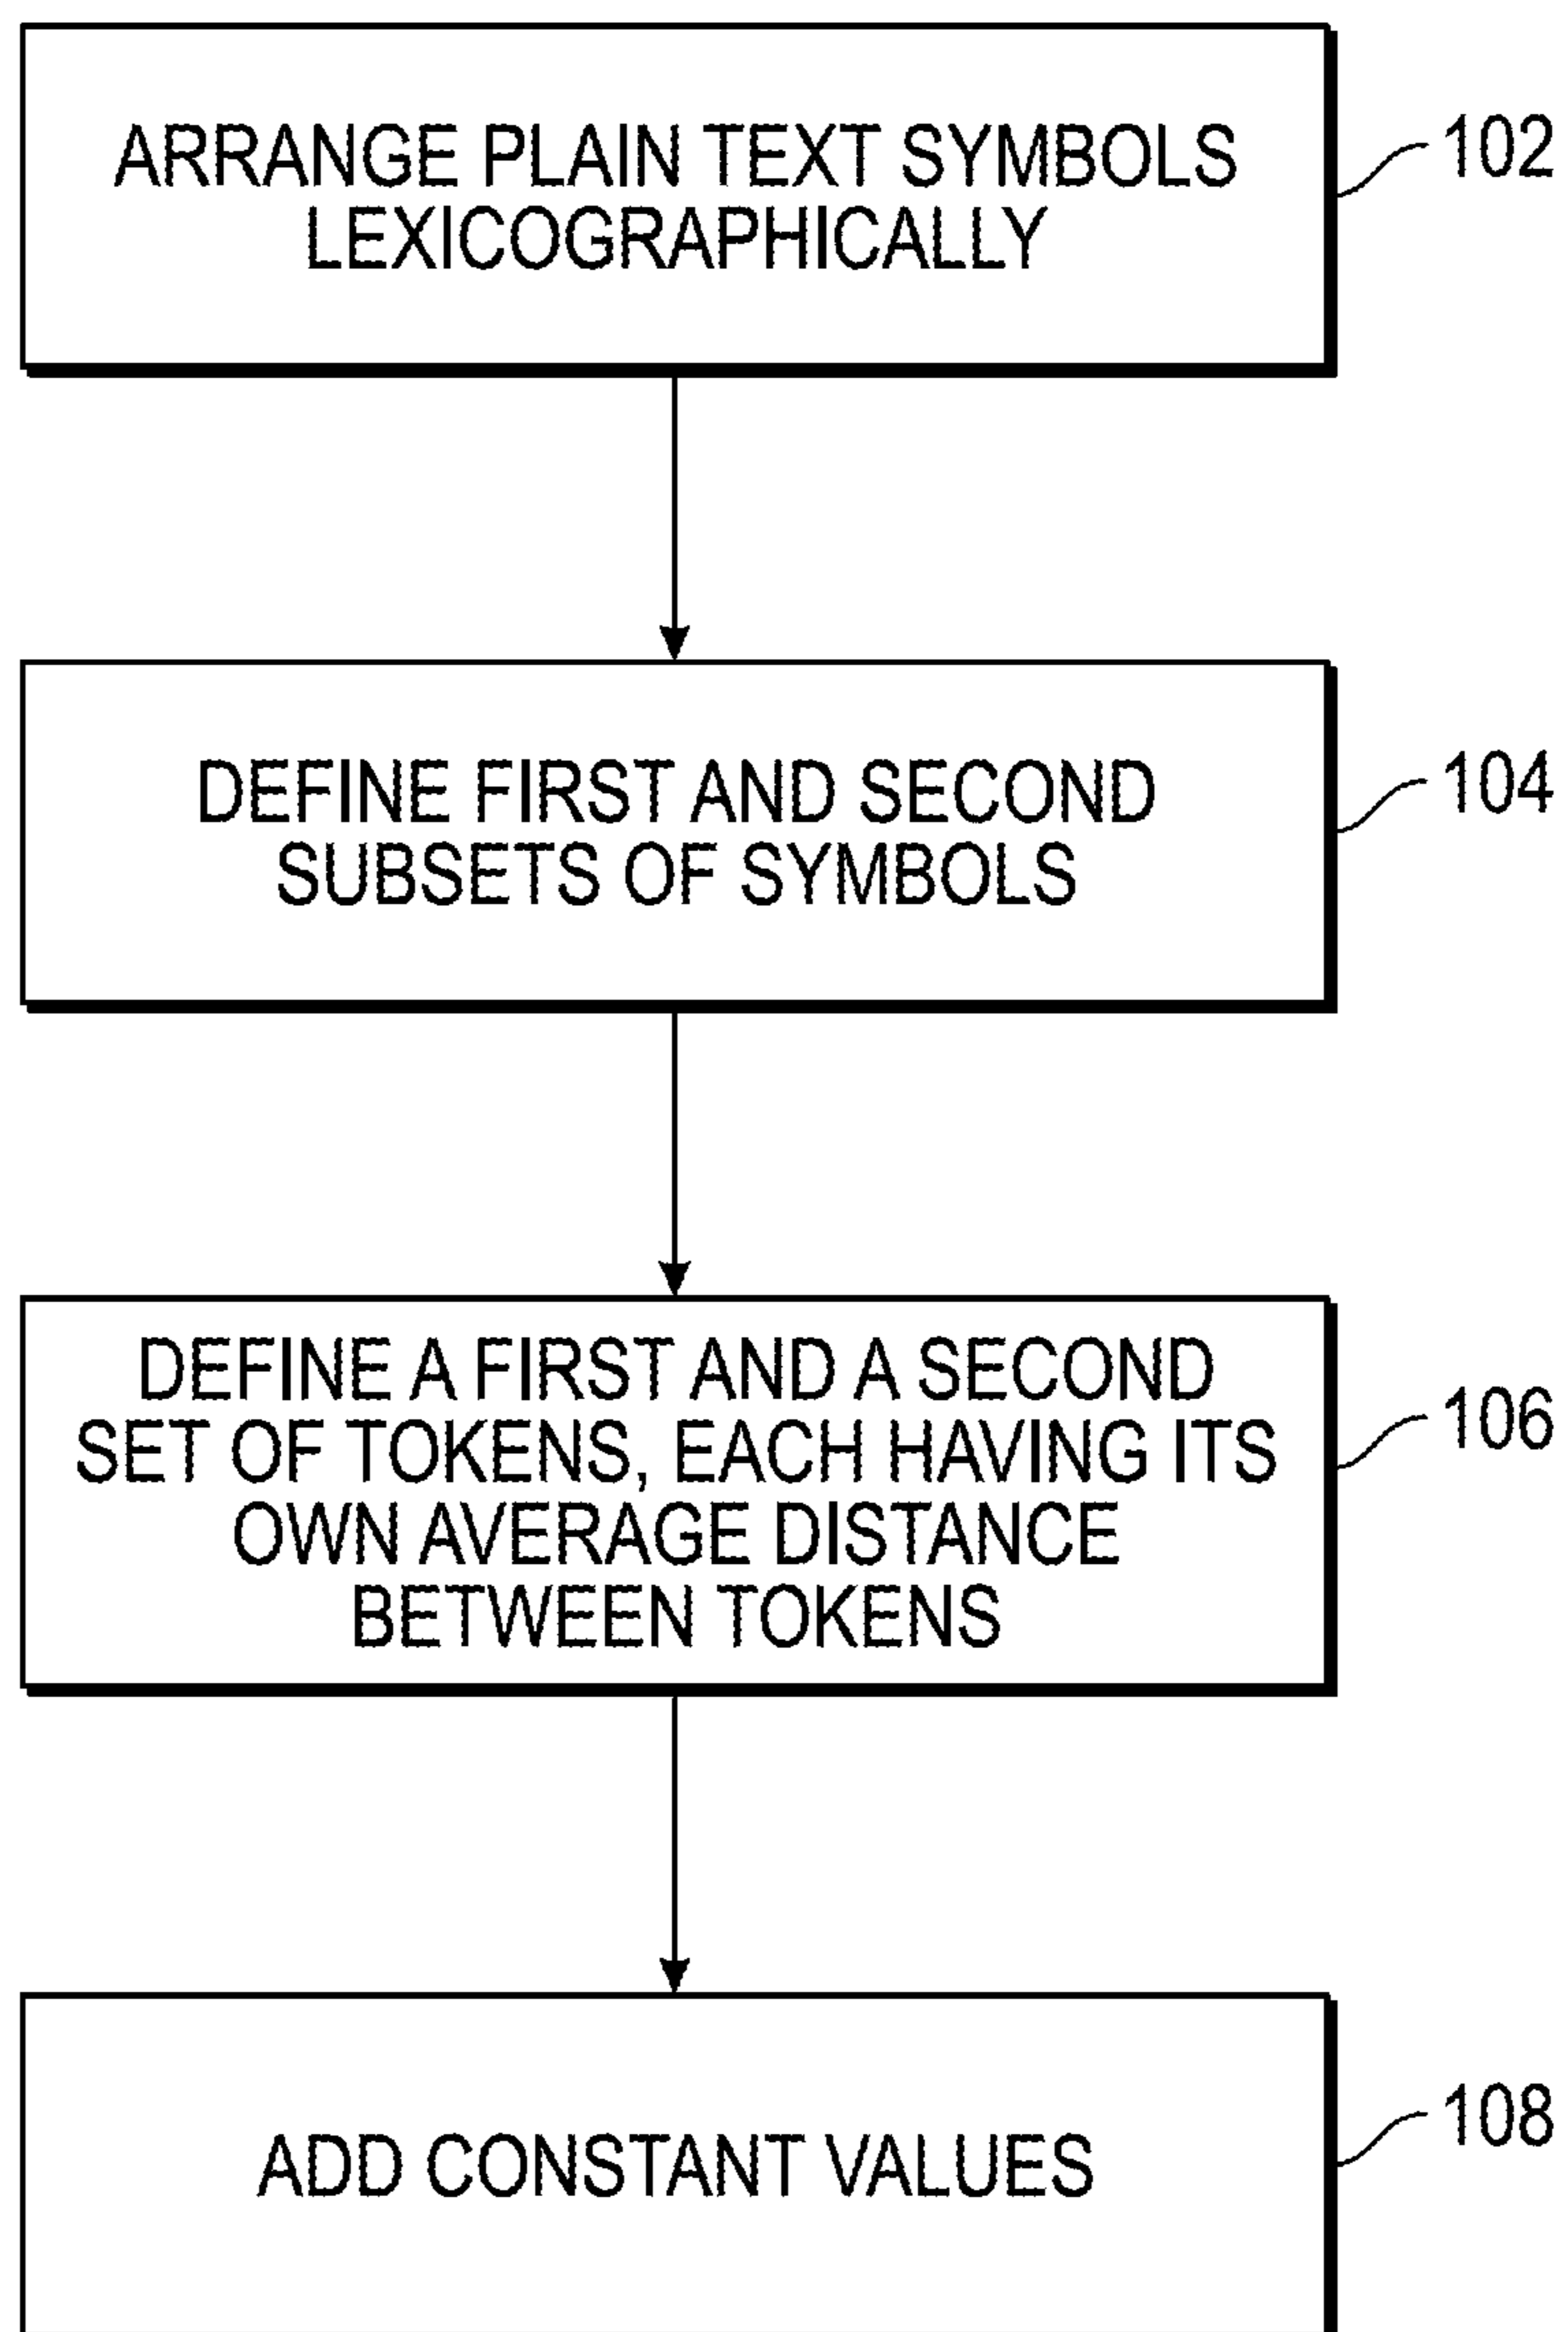 ARRANGE PLAIN TEXT SYMBOLS
LEXICOGRAPHICALLY
102
DEFINE FIRST AND SECOND
SUBSETS OF SYMBOLS
104
DEFINE A FIRST AND A SECOND
SET OF TOKENS, EACH HAVING ITS
OWN AVERAGE DISTANCE
BETWEEN TOKENS
106
ADD CONSTANT VALUES
108